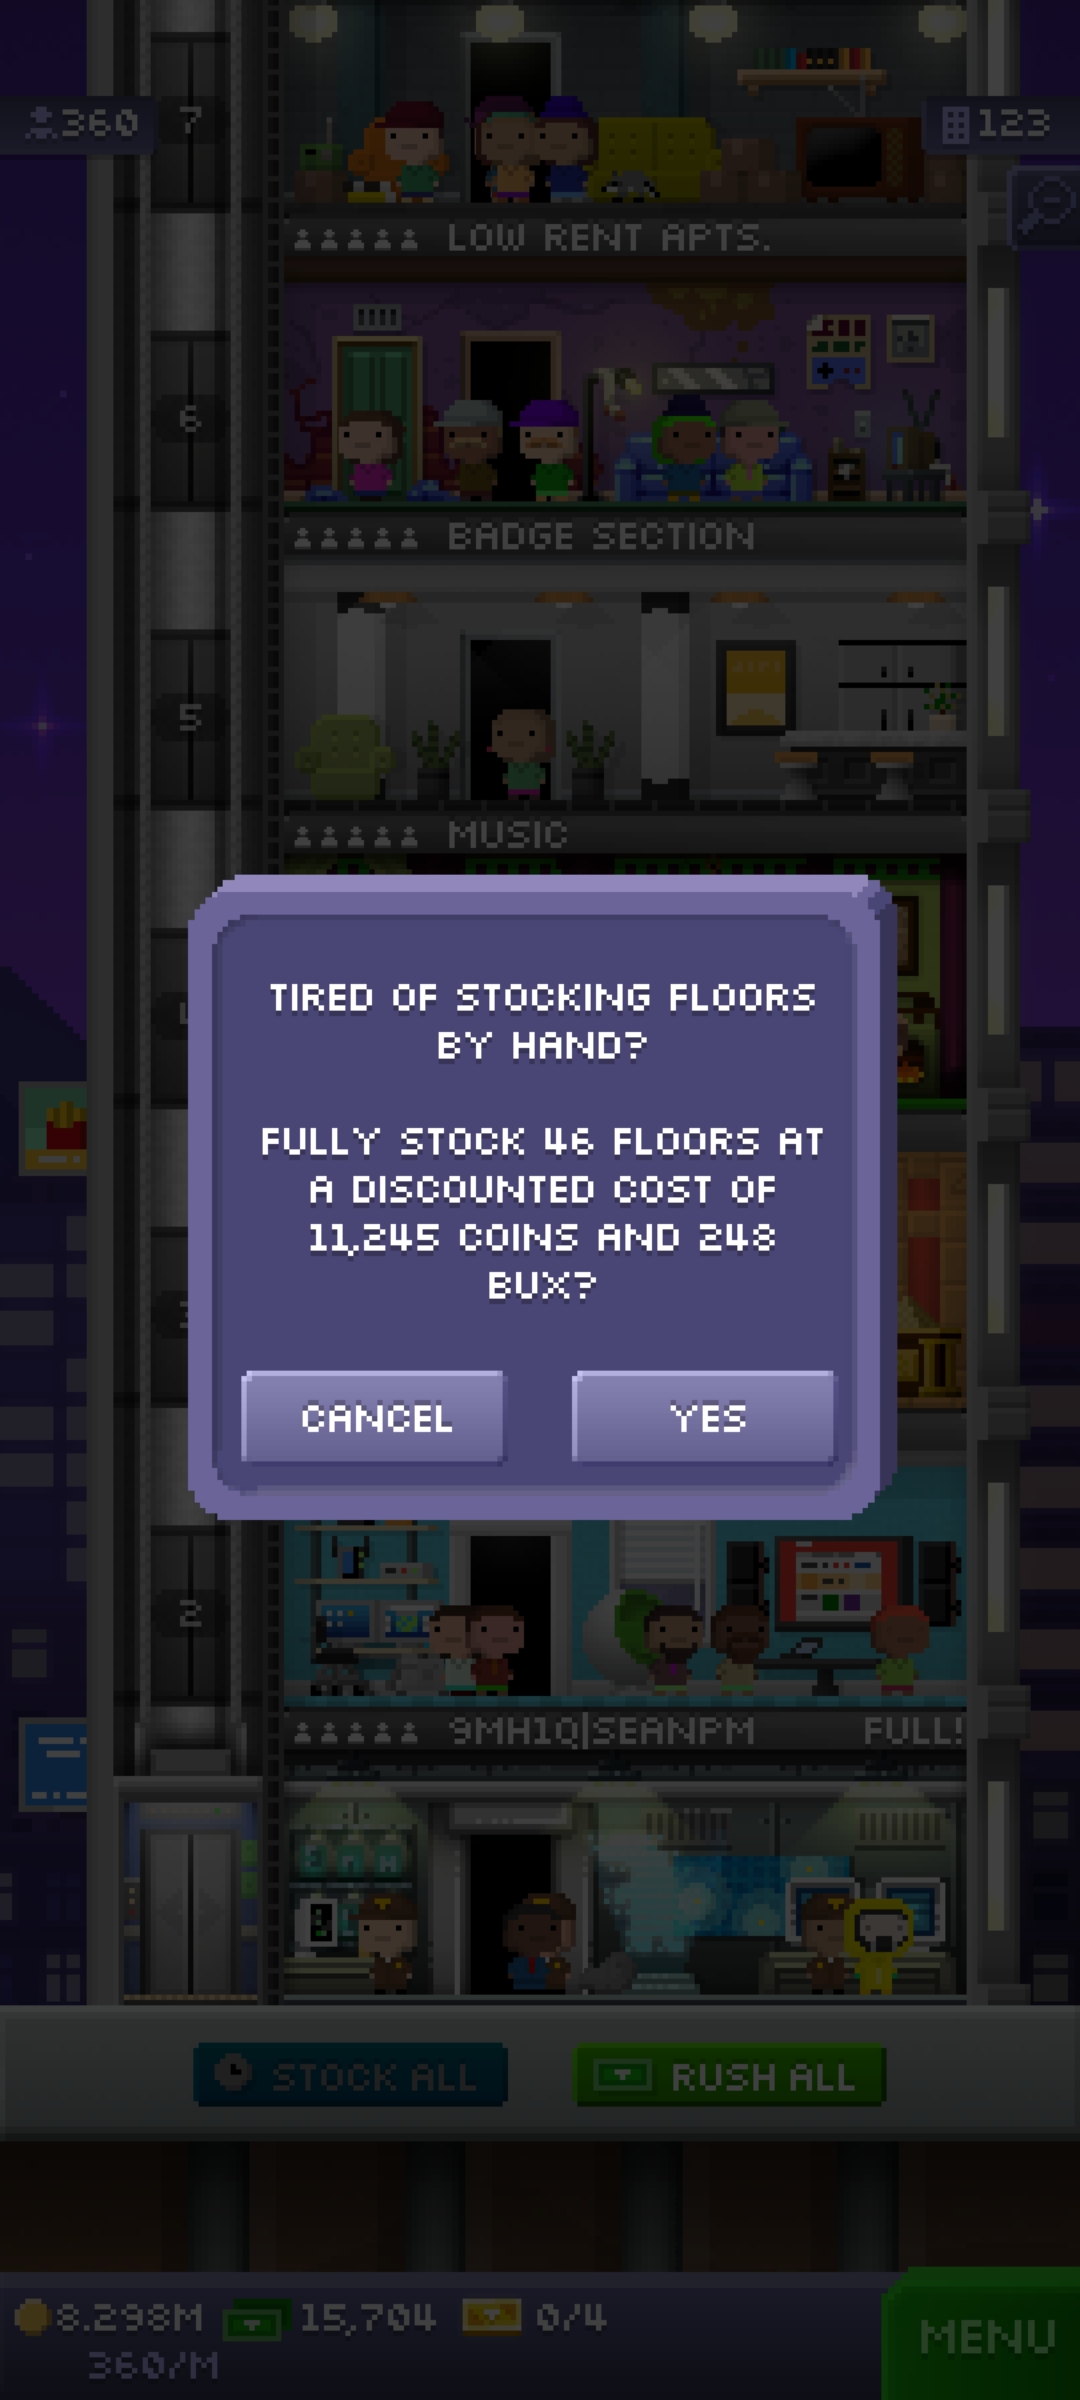 360
7
123
LOW RENT APTS.
6
BADGE SECTION
5
MUSIC
TIRED OF STOCKING FLOORS
BY HAND?
FULLY STOCK 46 FLOORS AT
A DISCOUNTED COST OF
11,245 COINS AND 248
BUX?
CANCEL
YES
2
9MH1Q|SEANPM
FULL!
STOCK ALL
RUSH ALL
8.298M
15,704
0/4
360/M
MENU